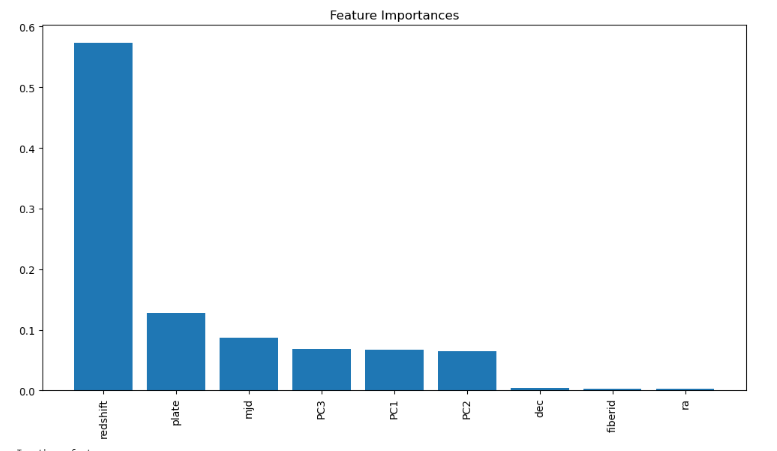 Feature Importances
0.6
0.5
0.4
0.3
0.2
0.1
0.0
redshift
plate
mjd
PC3
PC1
PC2
dec
fiberid
ra